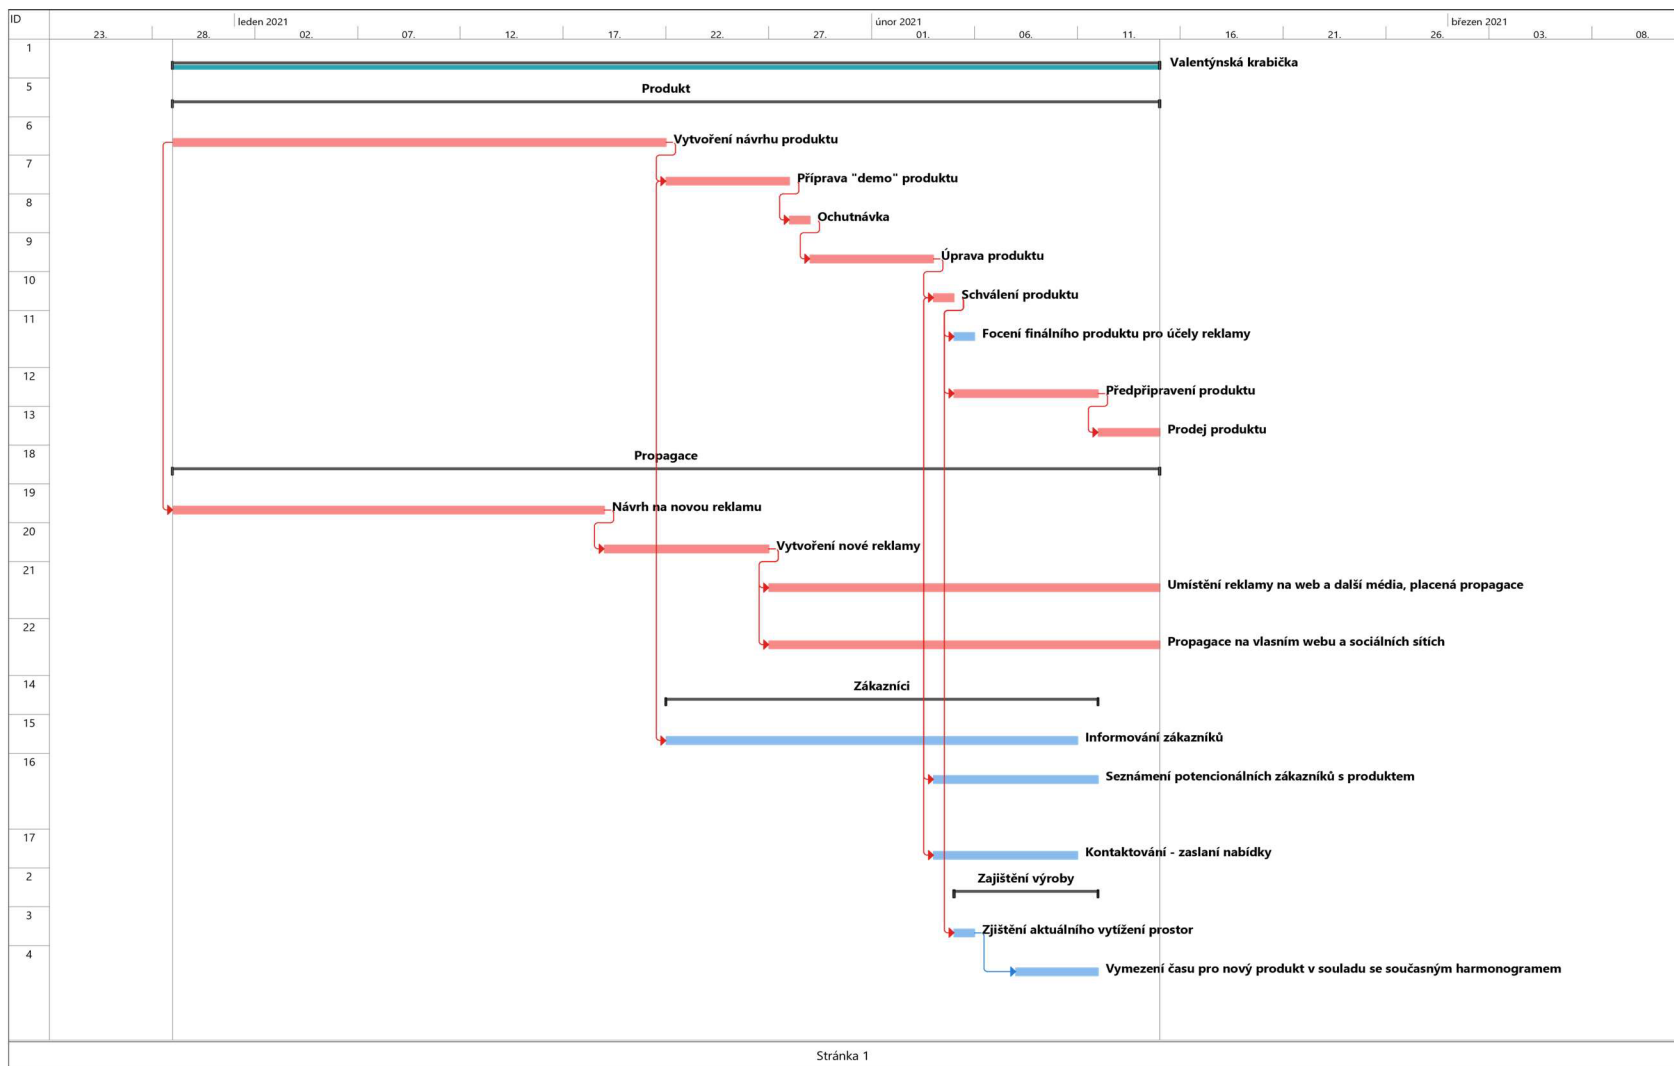 ID
leden 2021
únor 2021
březen 2021
23. 28. 02. 07. 12. 17. 22. 27. 01. 06. 11. 16. 21. 26. 03. 08.
1 Valentýnská krabička
5 Produkt
6 Vytvoření návrhu produktu
7 Příprava "demo" produktu
8 Ochutnávka
9 Úprava produktu
10 Schválení produktu
11 Focení finálního produktu pro účely reklamy
12 Předpřipravení produktu
13 Prodej produktu
18 Propagace
19 Návrh na novou reklamu
20 Vytvoření nové reklamy
21 Umístění reklamy na web a další média, placená propagace
22 Propagace na vlasním webu a sociálních sítích
14 Zákazníci
15 Informování zákazníků
16 Seznámení potencionálních zákazníků s produktem
17 Kontaktování - zaslaní nabídky
2 Zajištění výroby
3 Zjištění aktuálního vytížení prostor
4 Vymezení času pro nový produkt v souladu se současným harmonogramem
Stránka 1